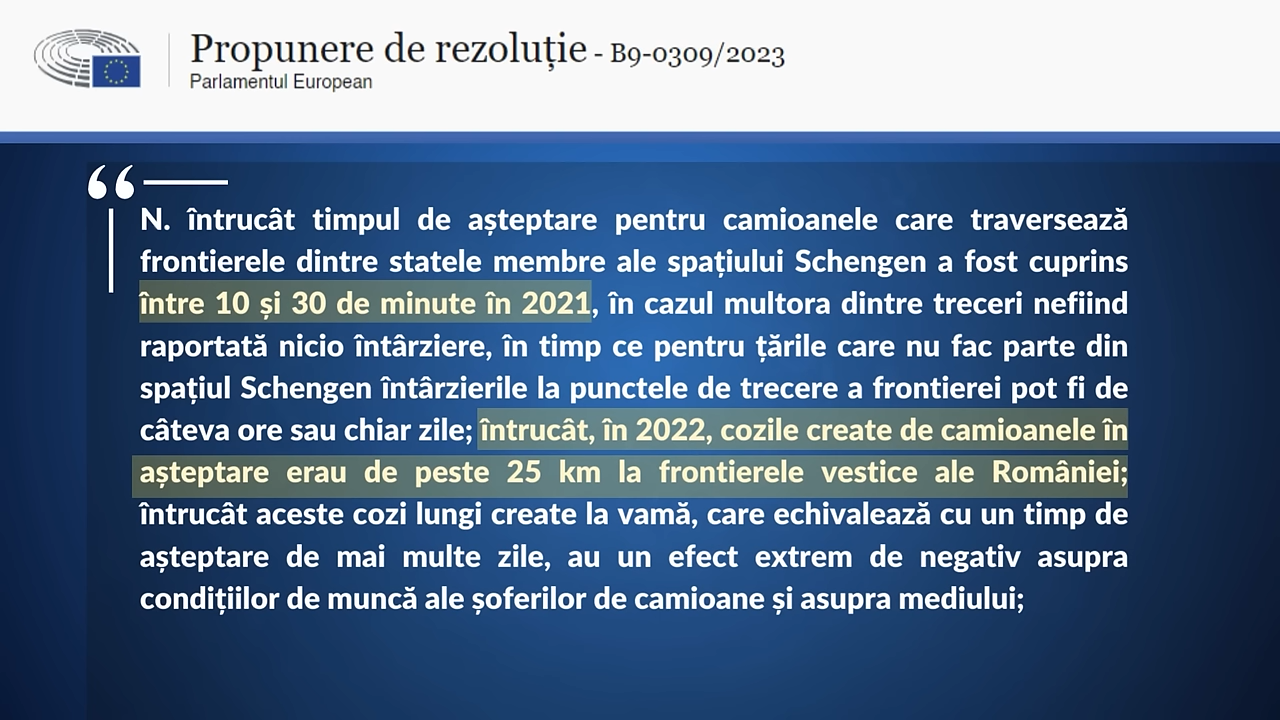 Propunere de rezoluție - B9-0309/2023
Parlamentul European
“
N. întrucât timpul de așteptare pentru camioanele care traversează
frontierele dintre statele membre ale spațiului Schengen a fost cuprins
între 10 și 30 de minute în 2021, în cazul multora dintre treceri nefiind
raportată nicio întârziere, în timp ce pentru țările care nu fac parte din
spațiul Schengen întârzierile la punctele de trecere a frontierei pot fi de
câteva ore sau chiar zile; întrucât, în 2022, cozile create de camioanele în
așteptare erau de peste 25 km la frontierele vestice ale României;
întrucât aceste cozi lungi create la vamă, care echivalează cu un timp de
așteptare de mai multe zile, au un efect extrem de negativ asupra
condițiilor de muncă ale șoferilor de camioane și asupra mediului;